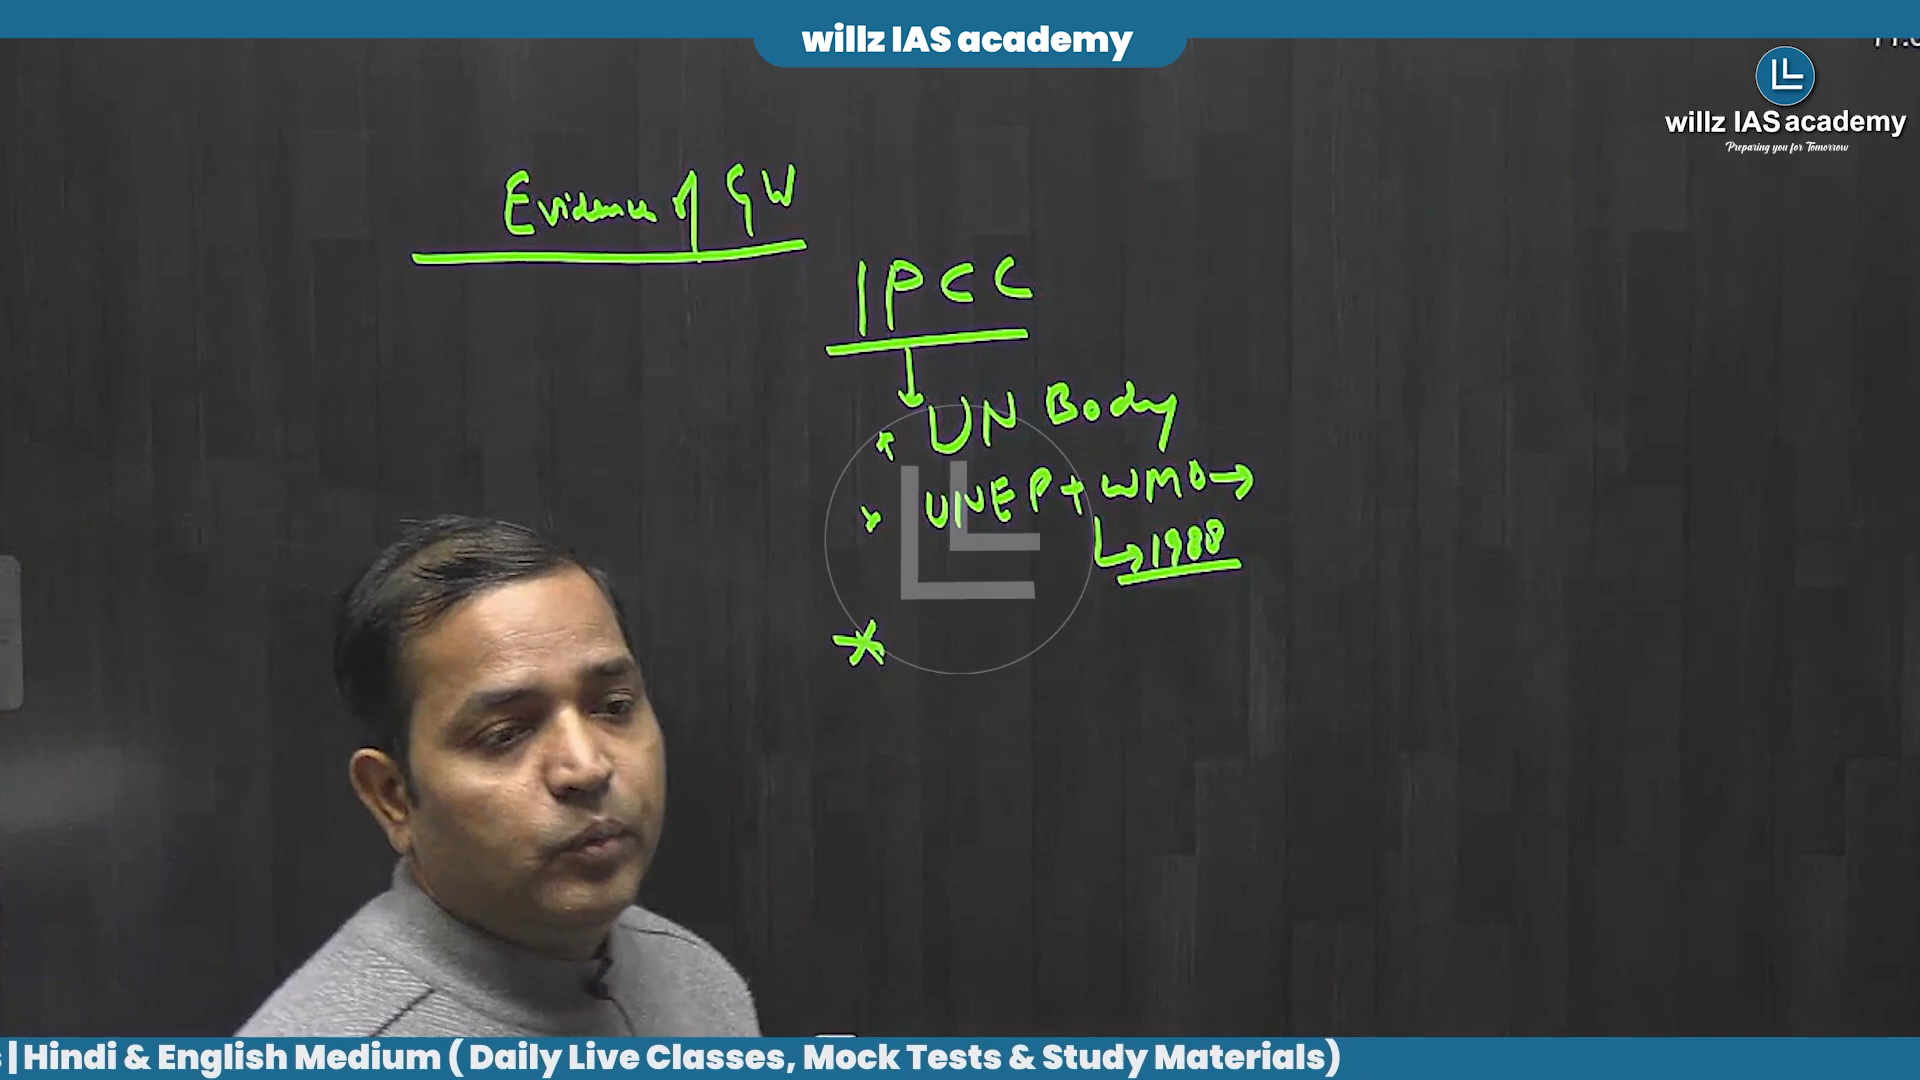 willz IAS academy
willz IAS academy
Preparing you for Tomorrow
Evidence of GW
IPCC
UN Body
UNEP + WMO →
1988
| Hindi & English Medium ( Daily Live Classes, Mock Tests & Study Materials)